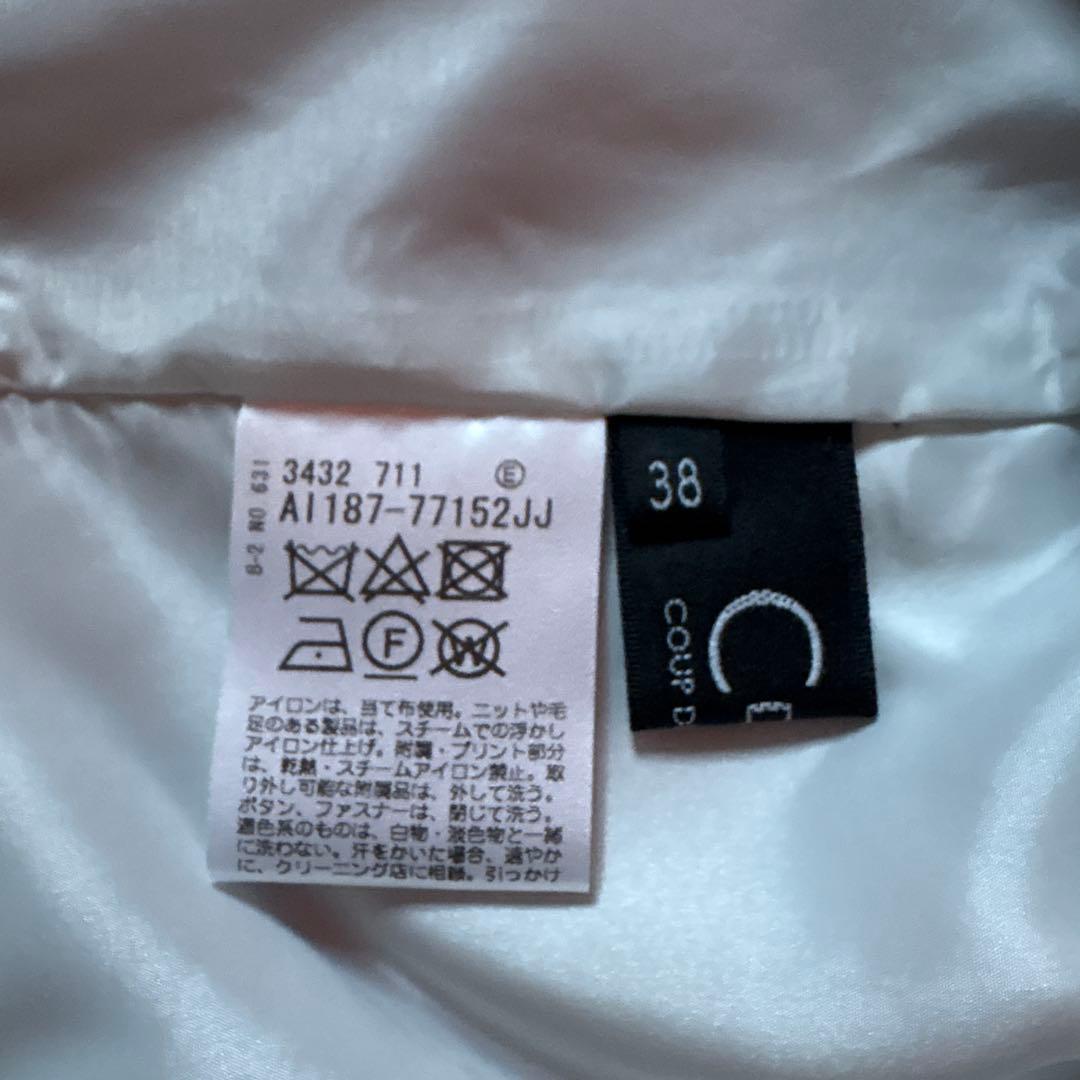 8-2 NO 631
3432 711 Ⓔ
AI187-77152JJ
F
W
アイロンは、当て布使用。ニットや毛
足のある製品は、スチームでの浮かし
アイロン仕上げ。附属・プリント部分
は、乾熱・スチームアイロン禁止。取
り外し可能な附属品は、外して洗う。
ボタン、ファスナーは、閉じて洗う。
濃色系のものは、白物・淡色物と一緒
に洗わない。汗をかいた場合、速やか
に、クリーニング店に相談。引っかけ
38
C
COUP D